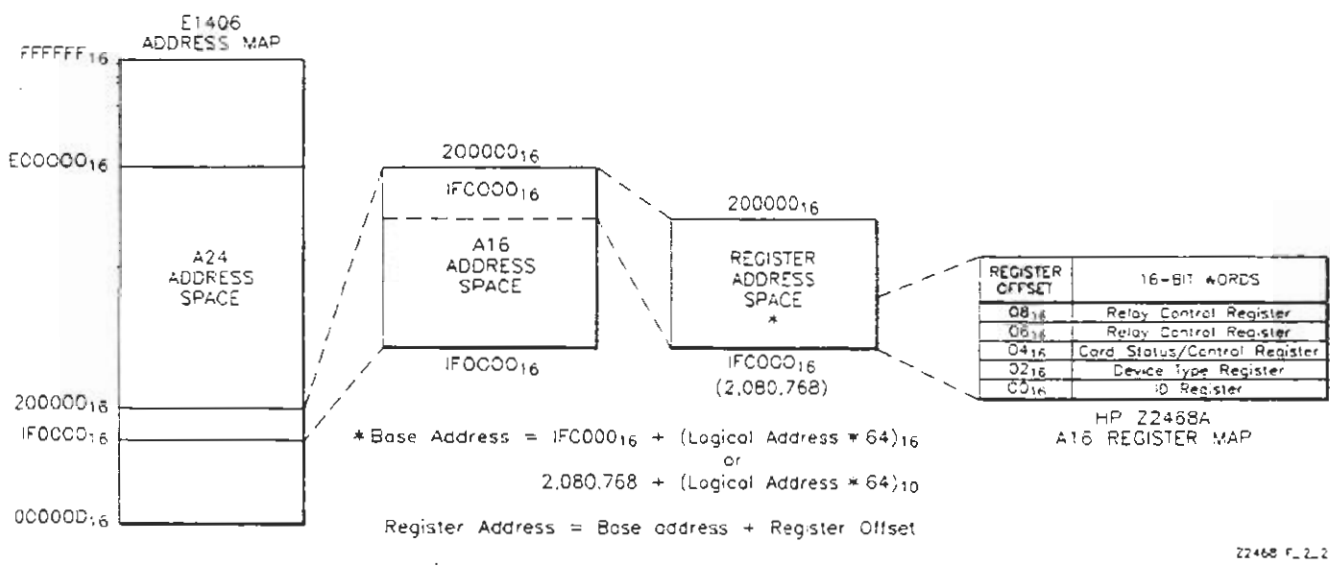 E1406
ADDRESS MAP
FFFFFF16
E0000016
A24
ADDRESS
SPACE
20000016
1F000016
00000016
20000016
1FC00016
A16
ADDRESS
SPACE
1F000016
20000016
REGISTER
ADDRESS
SPACE
*
1FC00016
(2,080,768)
REGISTER OFFSET 16-BIT WORDS
0816 Relay Control Register
0616 Relay Control Register
0416 Card Status/Control Register
0216 Device Type Register
0016 ID Register
HP Z2468A
A16 REGISTER MAP
*Base Address = 1FC00016 + (Logical Address * 64)16
or
2,080,768 + (Logical Address * 64)10
Register Address = Base address + Register Offset
Z2468 F_2_2